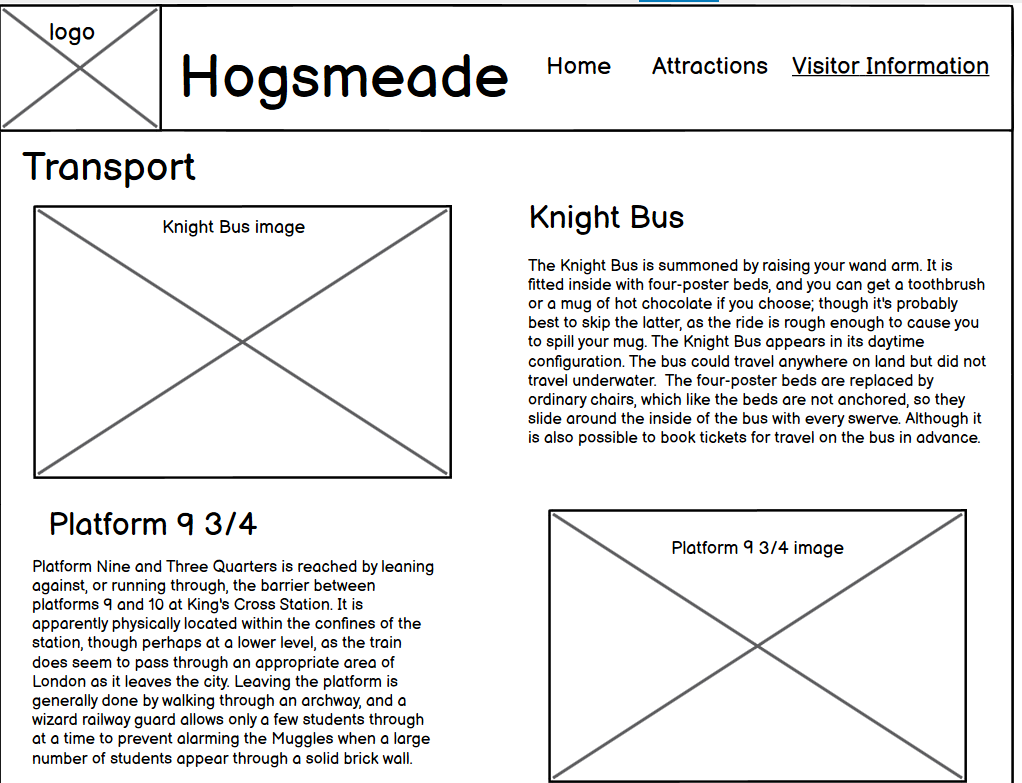 logo
Hogsmeade
Home
Attractions
Visitor Information
Transport
Knight Bus image
Knight Bus
The Knight Bus is summoned by raising your wand arm. It is
fitted inside with four-poster beds, and you can get a toothbrush
or a mug of hot chocolate if you choose; though it's probably
best to skip the latter, as the ride is rough enough to cause you
to spill your mug. The Knight Bus appears in its daytime
configuration. The bus could travel anywhere on land but did not
travel underwater.  The four-poster beds are replaced by
ordinary chairs, which like the beds are not anchored, so they
slide around the inside of the bus with every swerve. Although it
is also possible to book tickets for travel on the bus in advance.
Platform 9 3/4
Platform Nine and Three Quarters is reached by leaning
against, or running through, the barrier between
platforms 9 and 10 at King's Cross Station. It is
apparently physically located within the confines of the
station, though perhaps at a lower level, as the train
does seem to pass through an appropriate area of
London as it leaves the city. Leaving the platform is
generally done by walking through an archway, and a
wizard railway guard allows only a few students through
at a time to prevent alarming the Muggles when a large
number of students appear through a solid brick wall.
Platform 9 3/4 image